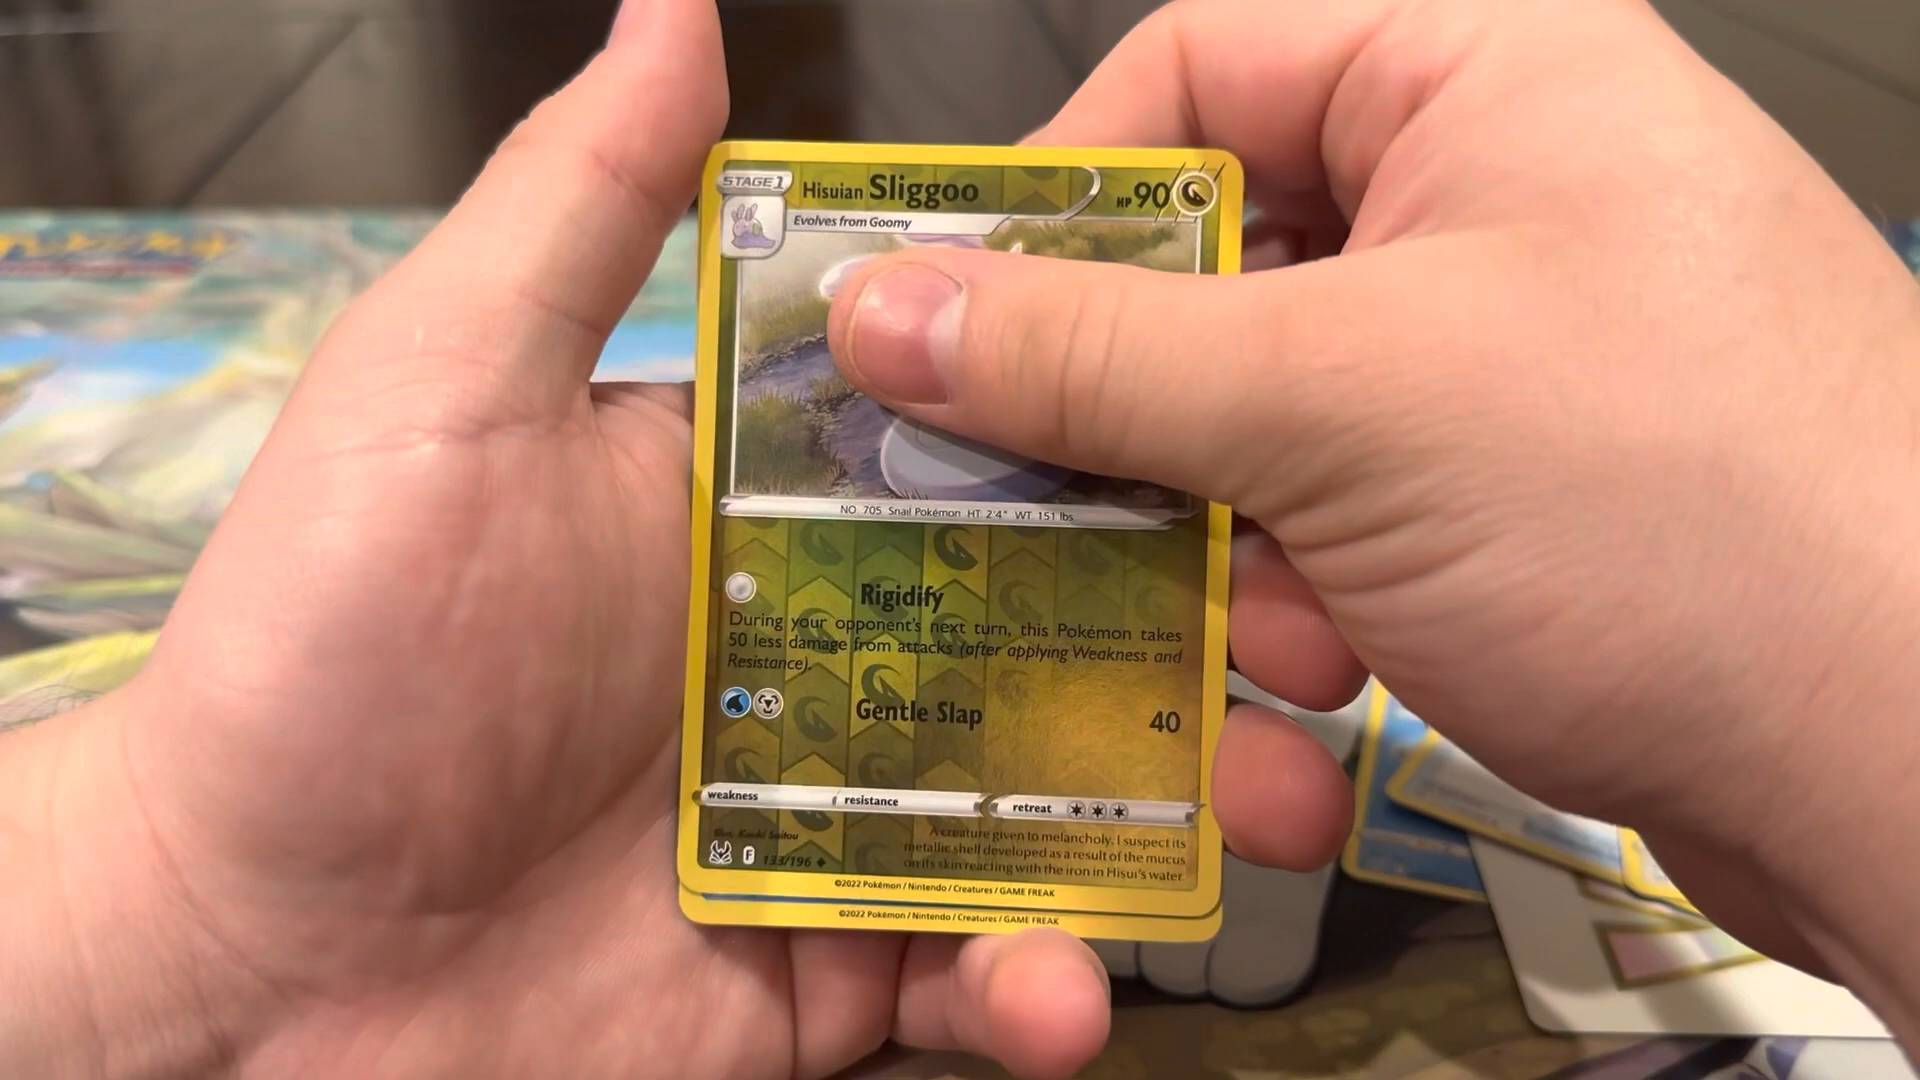 Pokémon
STAGE 1 Hisuian Sliggoo HP 90
Evolves from Goomy
NO. 705 Snail Pokémon HT: 2'4" WT: 151 lbs.
Rigidify
During your opponent's next turn, this Pokémon takes
50 less damage from attacks (after applying Weakness and
Resistance).
Gentle Slap 40
weakness resistance retreat
Illus. Kouki Saitou
A creature given to melancholy. I suspect its
metallic shell developed as a result of the mucus
on its skin reacting with the iron in Hisui's water.
F 133/196
©2022 Pokémon / Nintendo / Creatures / GAME FREAK
©2022 Pokémon / Nintendo / Creatures / GAME FREAK